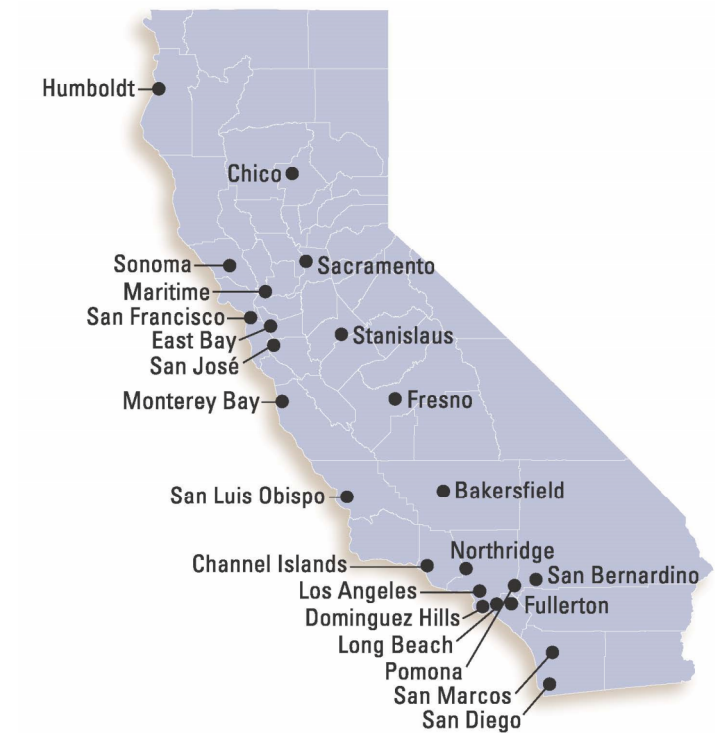 Humboldt
Chico
Sonoma
Sacramento
Maritime
San Francisco
East Bay
Stanislaus
San José
Monterey Bay
Fresno
San Luis Obispo
Bakersfield
Northridge
Channel Islands
San Bernardino
Los Angeles
Fullerton
Dominguez Hills
Long Beach
Pomona
San Marcos
San Diego